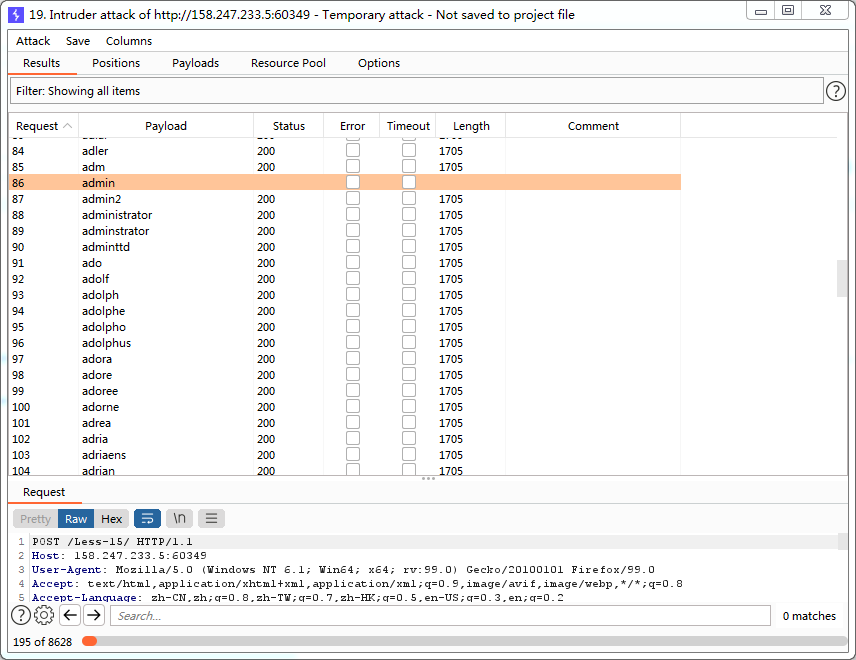 19. Intruder attack of http://158.247.233.5:60349 - Temporary attack - Not saved to project file
Attack Save Columns
Results Positions Payloads Resource Pool Options
Filter: Showing all items
?
Request Payload Status Error Timeout Length Comment
84 adler 200 1705
85 adm 200 1705
86 admin
87 admin2 200 1705
88 administrator 200 1705
89 adminstrator 200 1705
90 adminttd 200 1705
91 ado 200 1705
92 adolf 200 1705
93 adolph 200 1705
94 adolphe 200 1705
95 adolpho 200 1705
96 adolphus 200 1705
97 adora 200 1705
98 adore 200 1705
99 adoree 200 1705
100 adorne 200 1705
101 adrea 200 1705
102 adria 200 1705
103 adriaens 200 1705
104 adrian 200 1705
Request
Pretty Raw Hex \n
1 POST /Less-15/ HTTP/1.1
2 Host: 158.247.233.5:60349
3 User-Agent: Mozilla/5.0 (Windows NT 6.1; Win64; x64; rv:99.0) Gecko/20100101 Firefox/99.0
4 Accept: text/html,application/xhtml+xml,application/xml;q=0.9,image/avif,image/webp,*/*;q=0.8
5 Accept-Language: zh-CN,zh;q=0.8,zh-TW;q=0.7,zh-HK;q=0.5,en-US;q=0.3,en;q=0.2
? Search... 0 matches
195 of 8628